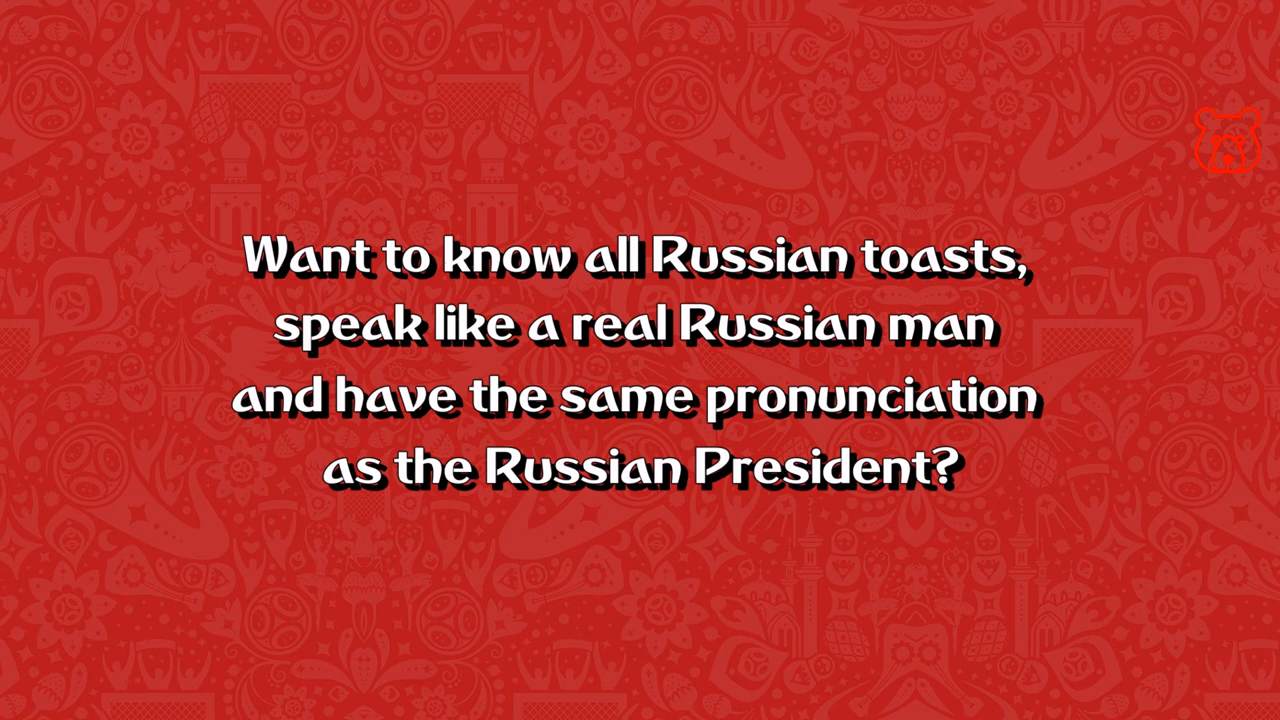 Want to know all Russian toasts,
speak like a real Russian man
and have the same pronunciation
as the Russian President?